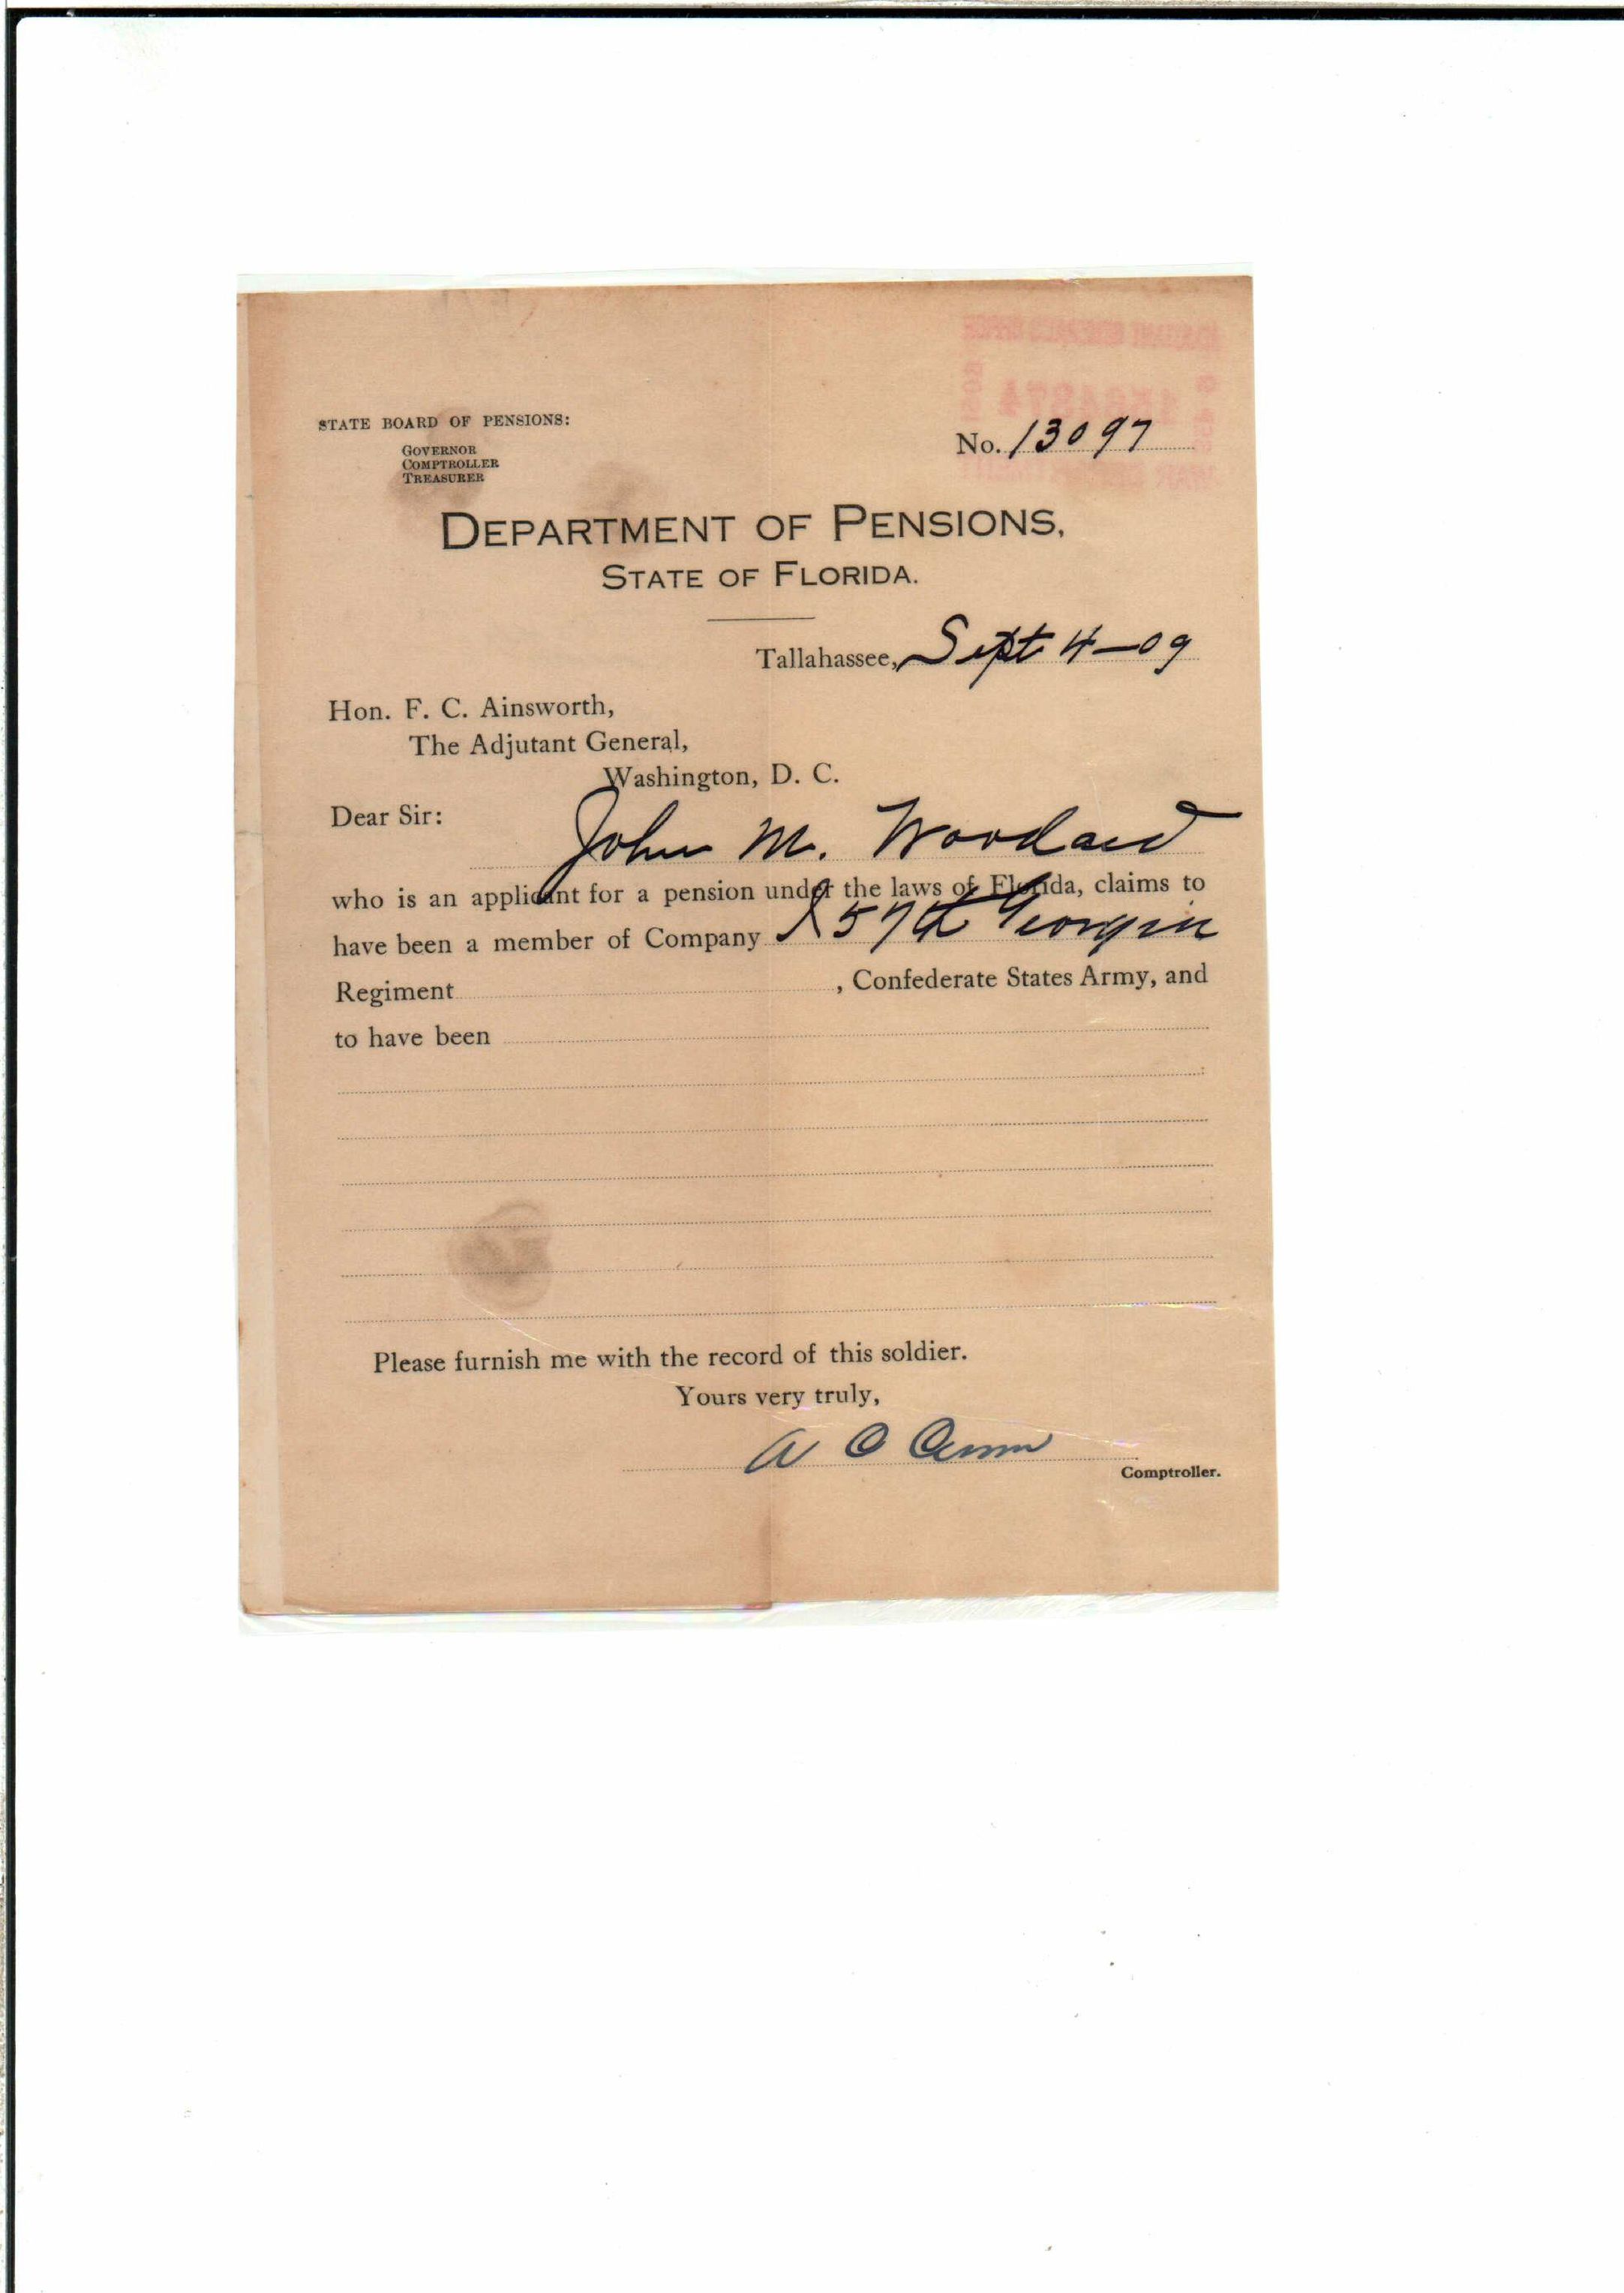 STATE BOARD OF PENSIONS:
GOVERNOR
COMPTROLLER
TREASURER
No. 13097
DEPARTMENT OF PENSIONS,
STATE OF FLORIDA.
Tallahassee, Sept 4-09
Hon. F. C. Ainsworth,
The Adjutant General,
Washington, D. C.
Dear Sir:
John M. Woodard
who is an applicant for a pension under the laws of Florida, claims to
have been a member of Company 57th Georgia
Regiment , Confederate States Army, and
to have been
Please furnish me with the record of this soldier.
Yours very truly,
A C
Comptroller.